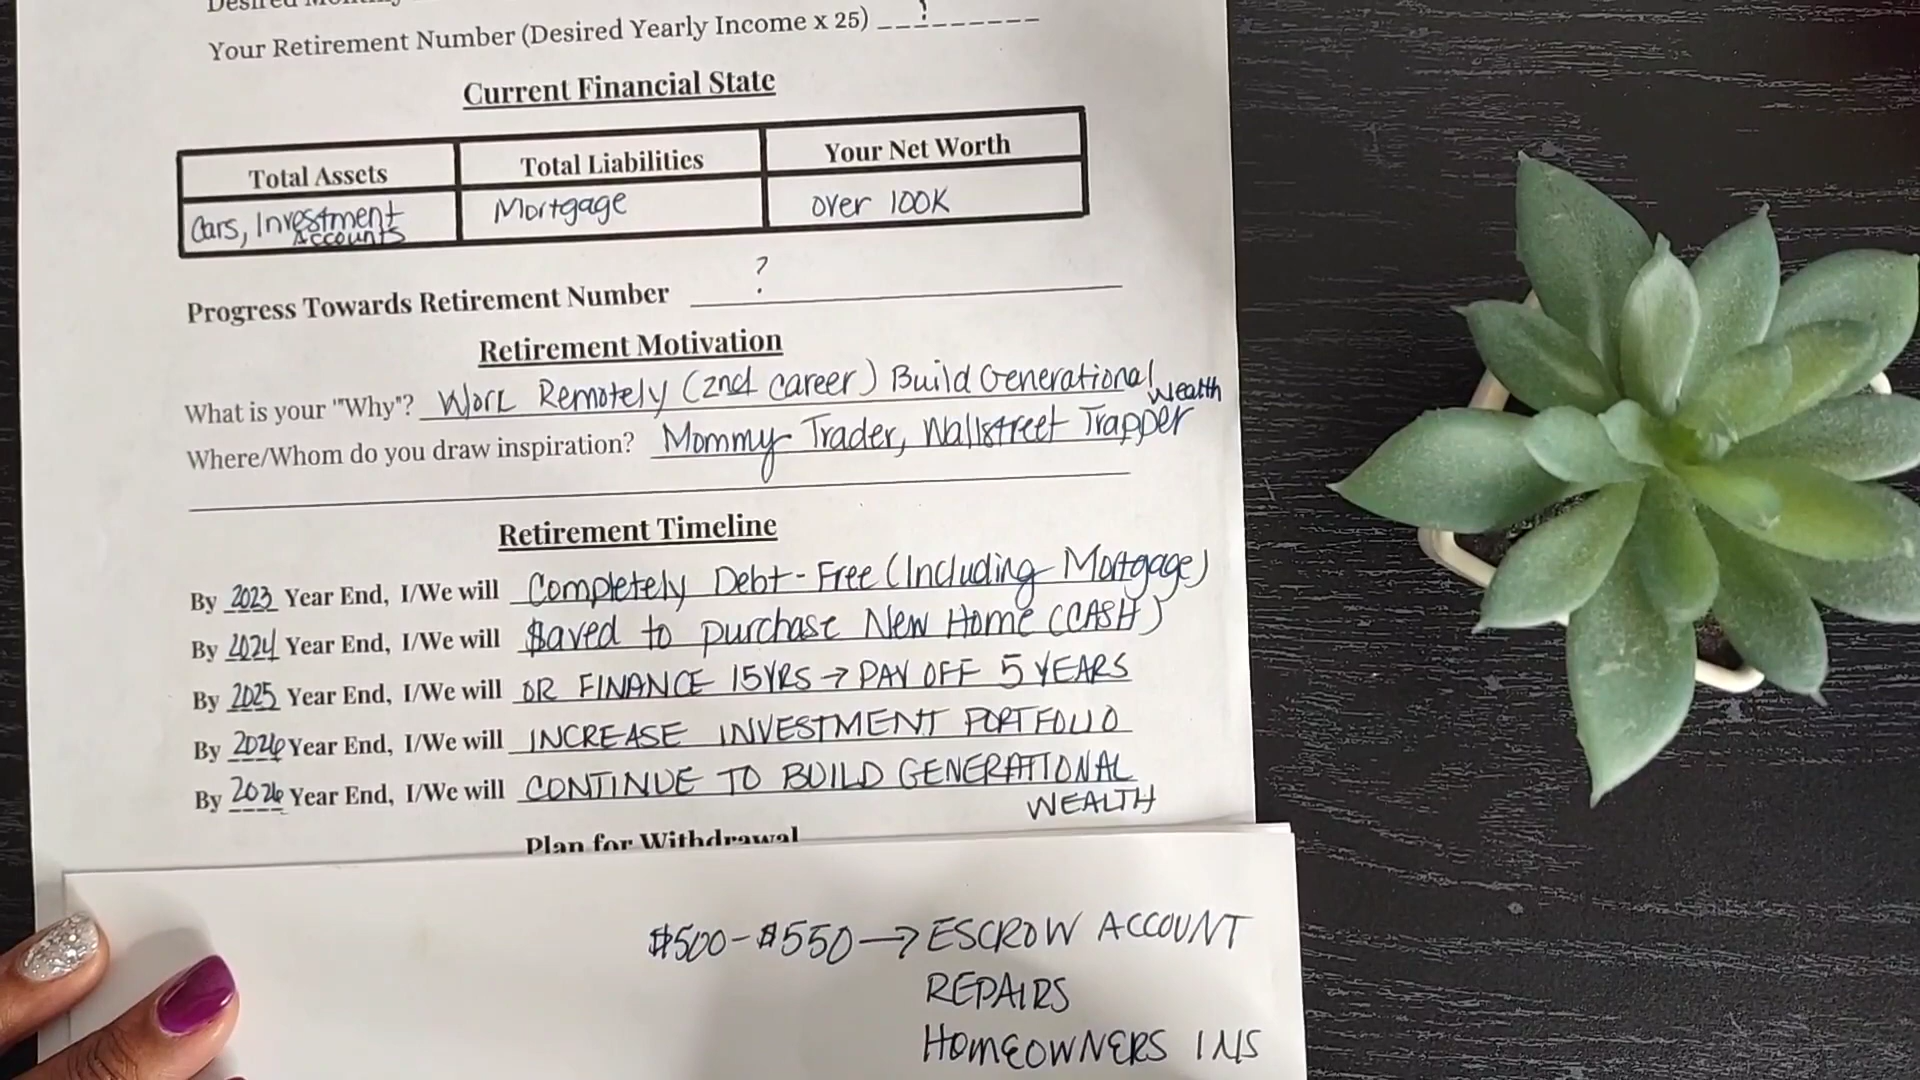 Desired
Your Retirement Number (Desired Yearly Income x 25) ?
Current Financial State
Total Assets Total Liabilities Your Net Worth
Cars, Investment Accounts Mortgage over 100K
Progress Towards Retirement Number ?
Retirement Motivation
What is your ""Why"? Work Remotely (2nd career) Build Generational Wealth
Where/Whom do you draw inspiration? Mommy Trader, Wallstreet Trapper
Retirement Timeline
By 2023 Year End, I/We will Completely Debt-Free (Including Mortgage)
By 2024 Year End, I/We will $aved to purchase New Home (CASH)
By 2025 Year End, I/We will OR FINANCE 15YRS → PAY OFF 5 YEARS
By 2026 Year End, I/We will INCREASE INVESTMENT PORTFOLIO
By 2026 Year End, I/We will CONTINUE TO BUILD GENERATIONAL
WEALTH
Plan for Withdrawal
$500-$550 → ESCROW ACCOUNT
REPAIRS
HOMEOWNERS INS